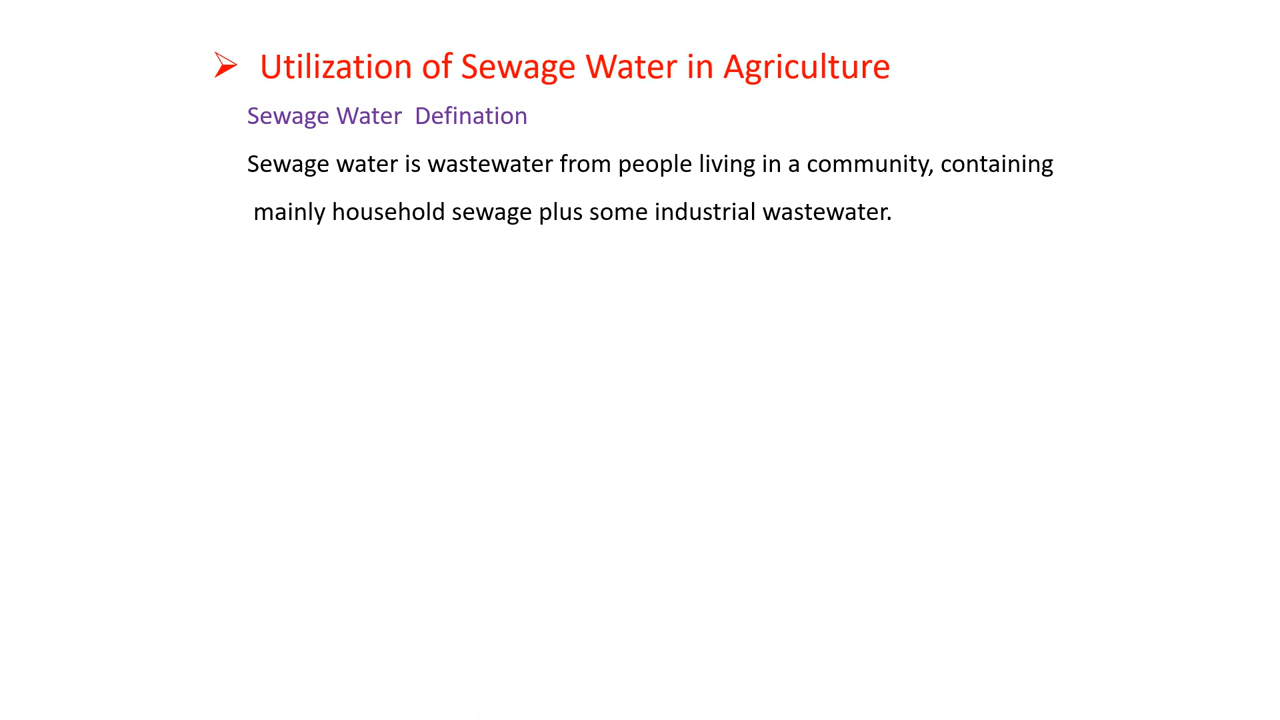 ➢ Utilization of Sewage Water in Agriculture
Sewage Water  Defination
Sewage water is wastewater from people living in a community, containing
mainly household sewage plus some industrial wastewater.